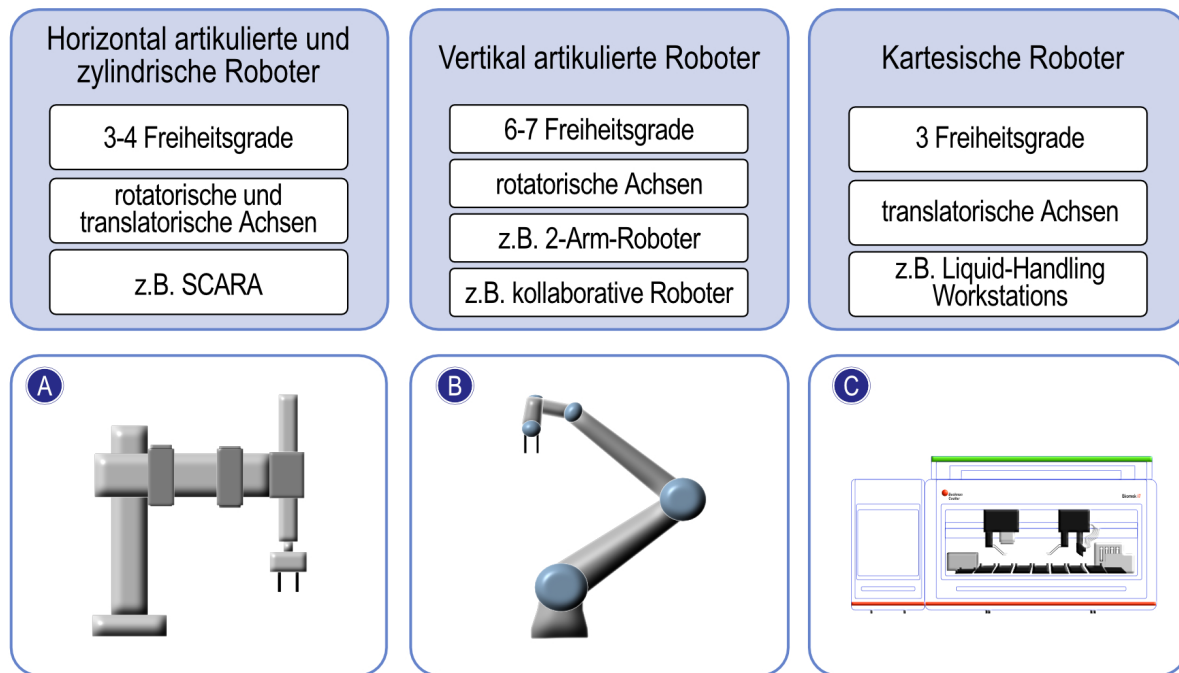 Horizontal artikulierte und
zylindrische Roboter
3-4 Freiheitsgrade
rotatorische und
translatorische Achsen
z.B. SCARA
Vertikal artikulierte Roboter
6-7 Freiheitsgrade
rotatorische Achsen
z.B. 2-Arm-Roboter
z.B. kollaborative Roboter
Kartesische Roboter
3 Freiheitsgrade
translatorische Achsen
z.B. Liquid-Handling
Workstations
A
B
C
Beckman
Coulter
Biomek